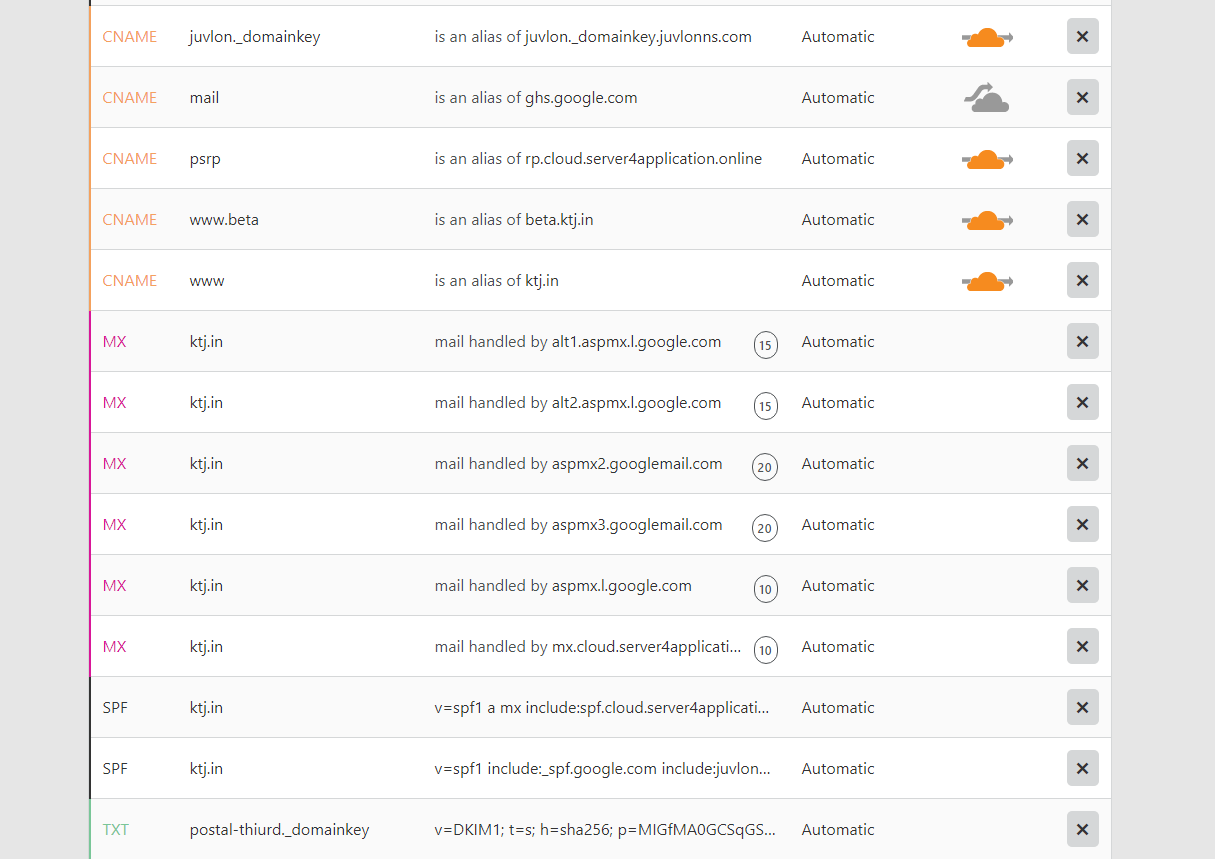 CNAME juvlon._domainkey is an alias of juvlon._domainkey.juvlonns.com Automatic
CNAME mail is an alias of ghs.google.com Automatic
CNAME psrp is an alias of rp.cloud.server4application.online Automatic
CNAME www.beta is an alias of beta.ktj.in Automatic
CNAME www is an alias of ktj.in Automatic
MX ktj.in mail handled by alt1.aspmx.l.google.com 15 Automatic
MX ktj.in mail handled by alt2.aspmx.l.google.com 15 Automatic
MX ktj.in mail handled by aspmx2.googlemail.com 20 Automatic
MX ktj.in mail handled by aspmx3.googlemail.com 20 Automatic
MX ktj.in mail handled by aspmx.l.google.com 10 Automatic
MX ktj.in mail handled by mx.cloud.server4applicati... 10 Automatic
SPF ktj.in v=spf1 a mx include:spf.cloud.server4applicati... Automatic
SPF ktj.in v=spf1 include:_spf.google.com include:juvlon... Automatic
TXT postal-thiurd._domainkey v=DKIM1; t=s; h=sha256; p=MIGfMA0GCSqGS... Automatic